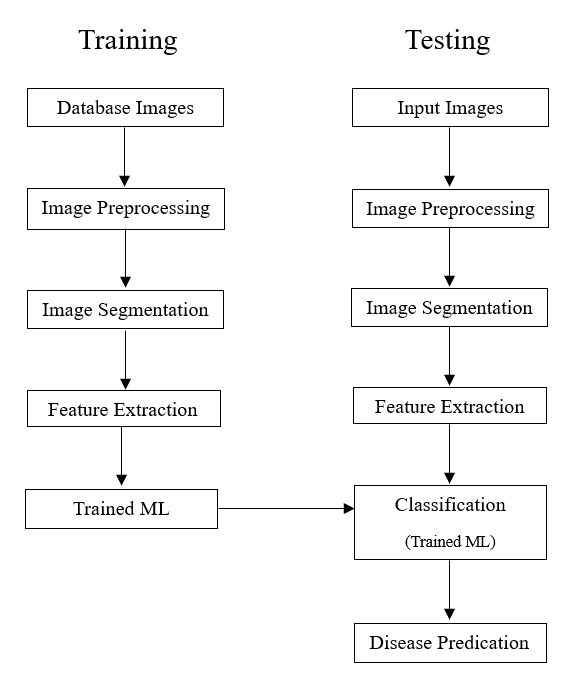 Training
Database Images
Image Preprocessing
Image Segmentation
Feature Extraction
Trained ML
Testing
Input Images
Image Preprocessing
Image Segmentation
Feature Extraction
Classification
(Trained ML)
Disease Predication